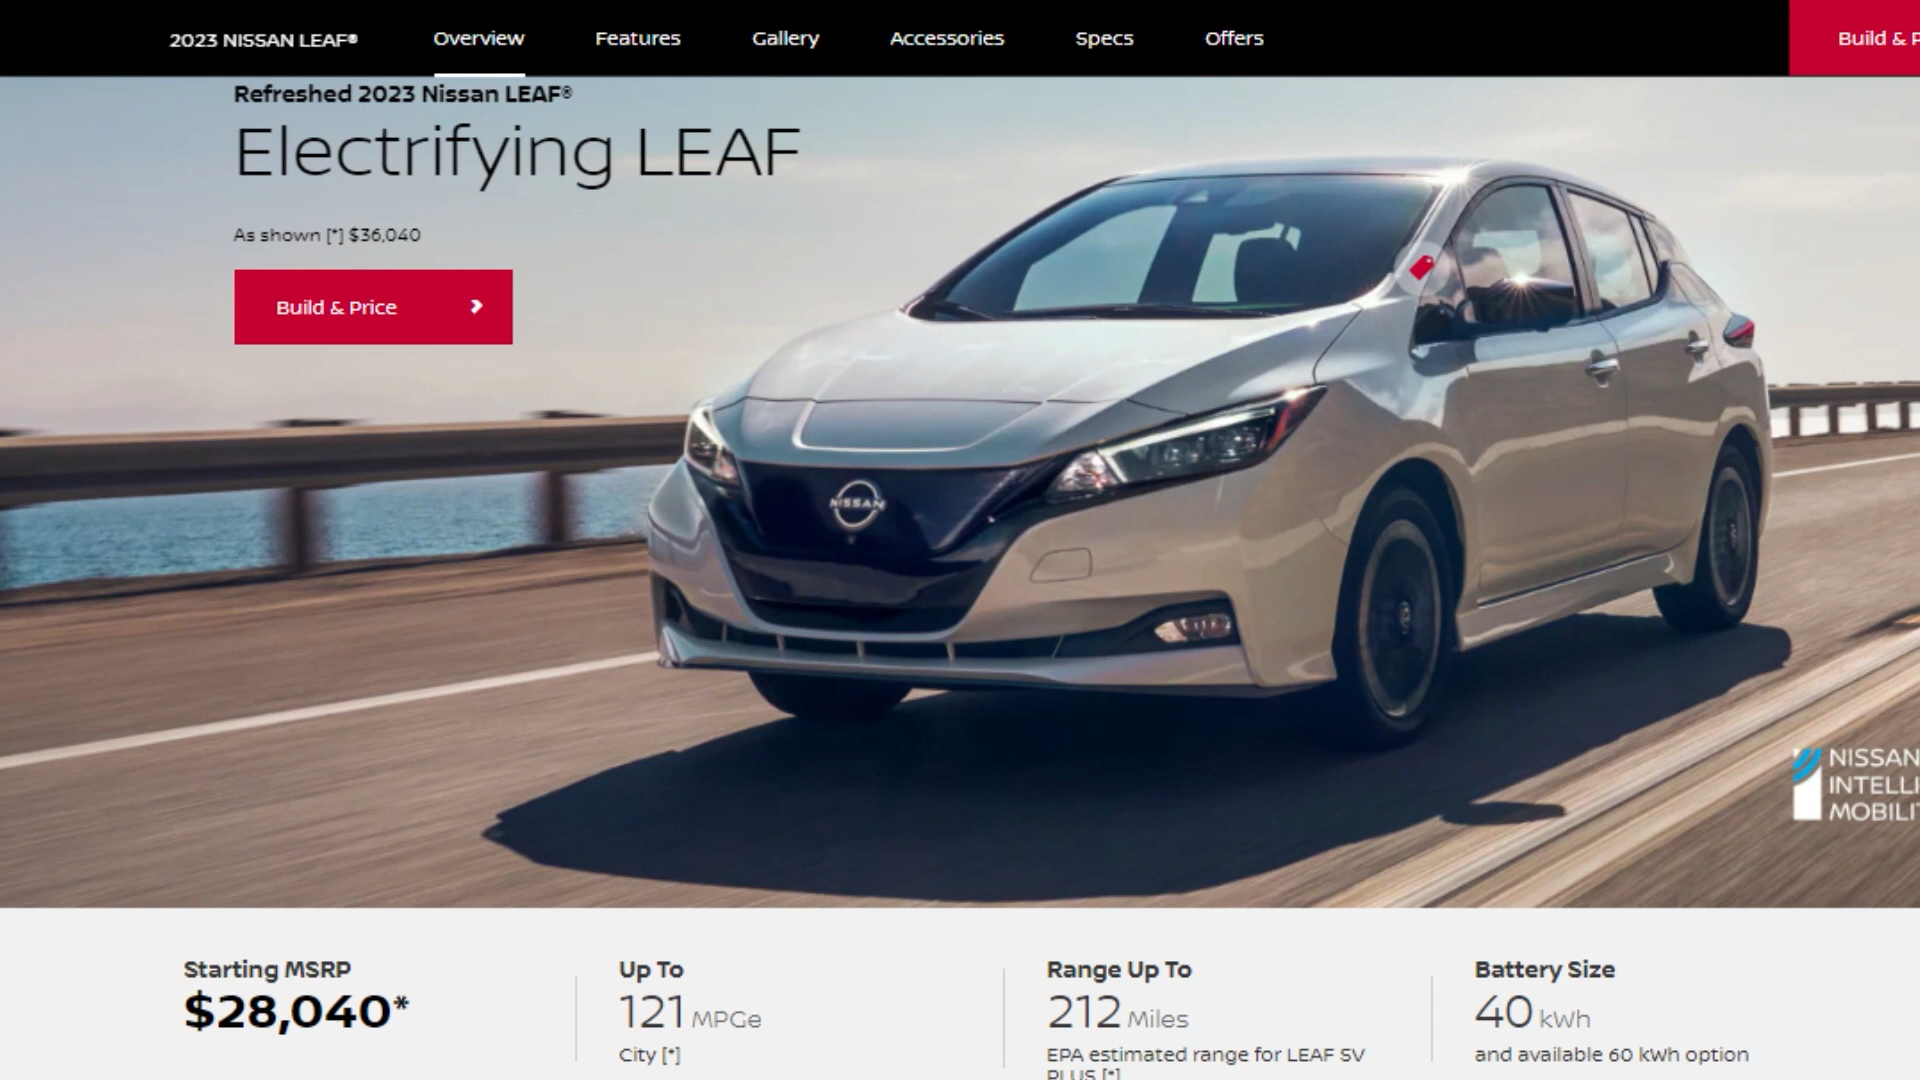 2023 NISSAN LEAF® Overview Features Gallery Accessories Specs Offers Build & P
Refreshed 2023 Nissan LEAF®
Electrifying LEAF
As shown [*] $36,040
Build & Price
NISSAN
NISSAN
INTELLI
MOBILI
Starting MSRP
$28,040*
Up To
121 MPGe
City [*]
Range Up To
212 Miles
EPA estimated range for LEAF SV
PLUS [*]
Battery Size
40 kWh
and available 60 kWh option